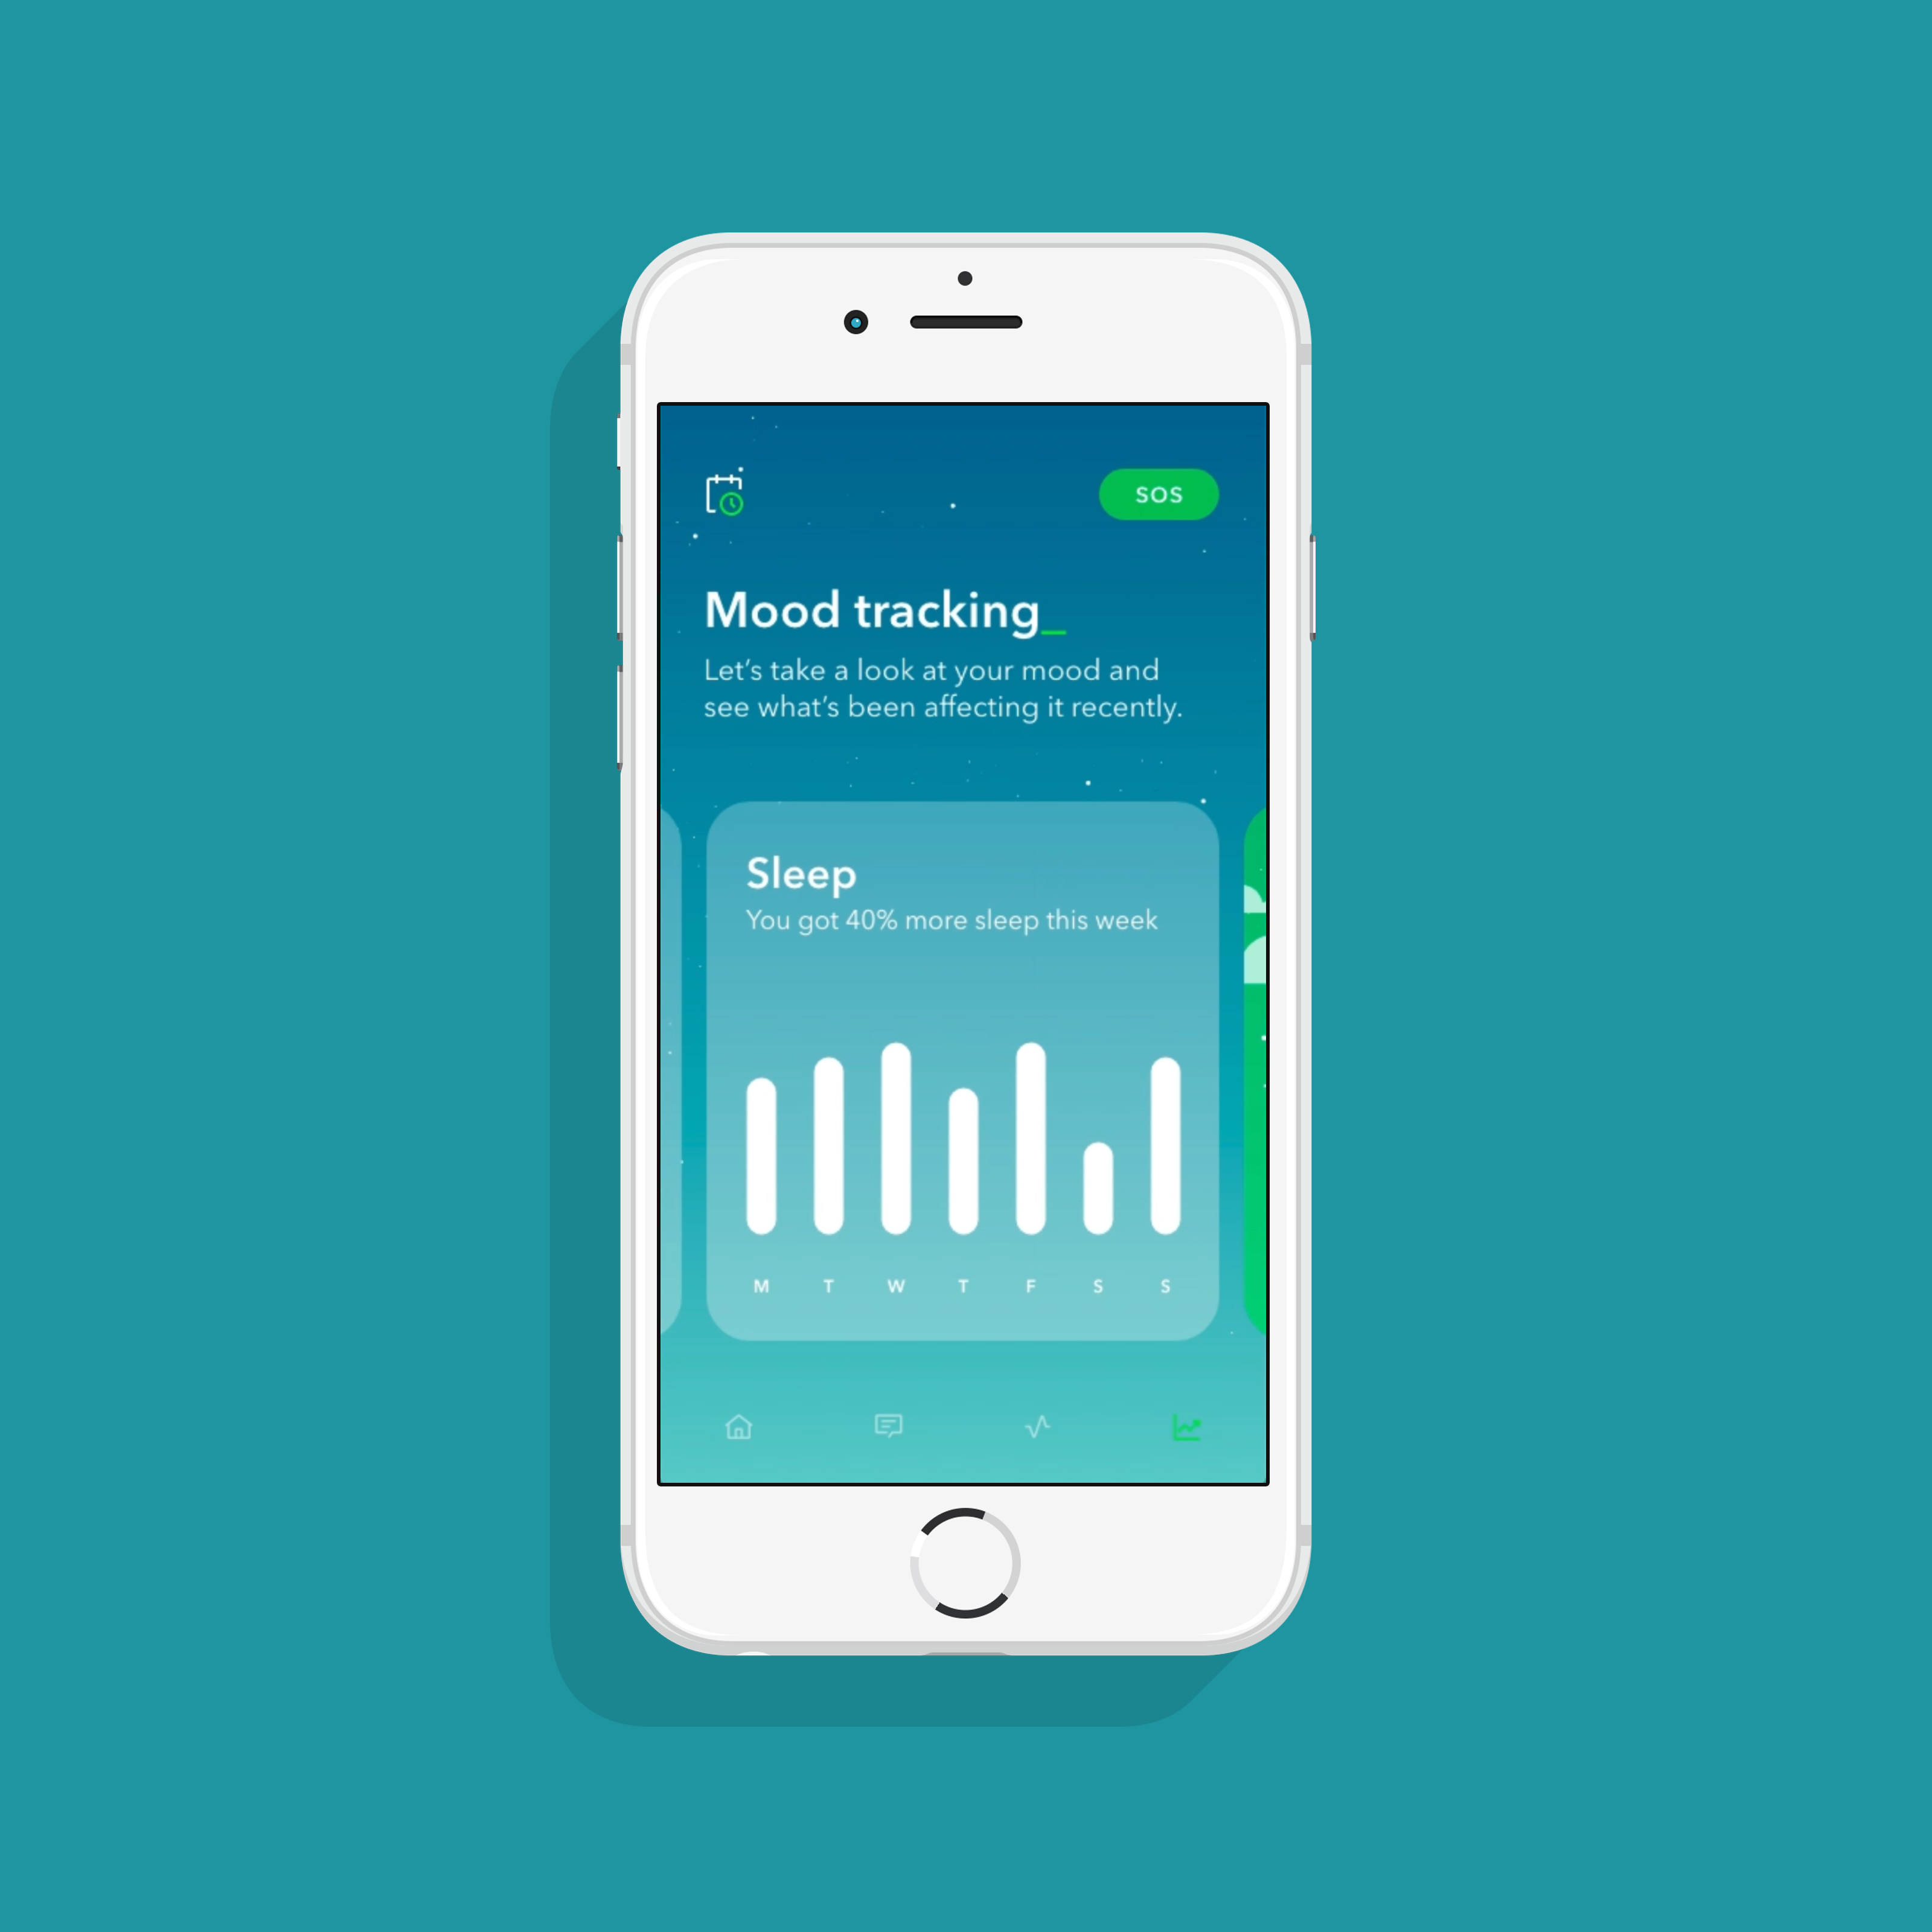 SOS
Mood tracking_
Let's take a look at your mood and
see what's been affecting it recently.
Sleep
You got 40% more sleep this week
M T W T F S S